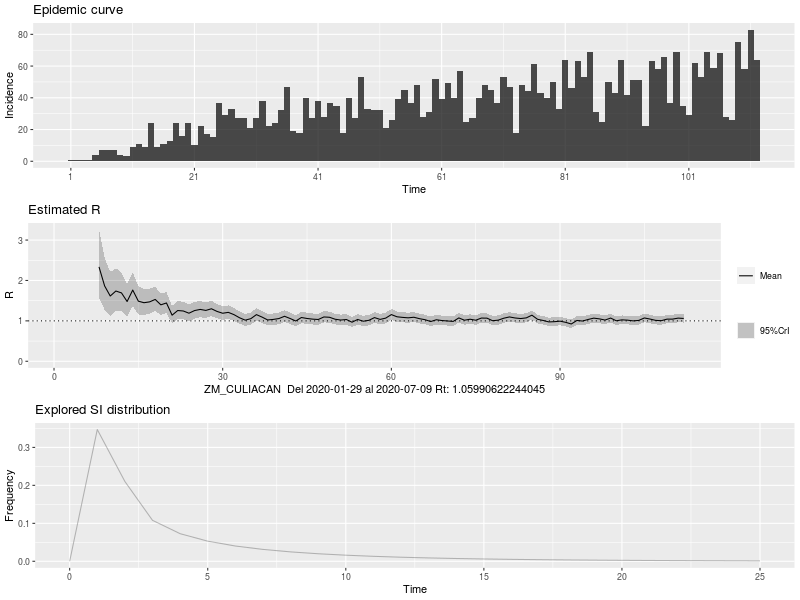 Epidemic curve
80
60
40
20
0
Incidence
1
21
41
61
81
101
Time
Estimated R
3
2
1
0
R
0
30
60
90
ZM_CULIACAN Del 2020-01-29 al 2020-07-09 Rt: 1.05990622244045
Mean
95%CrI
Explored SI distribution
0.3
0.2
0.1
0.0
Frequency
0
5
10
15
20
25
Time